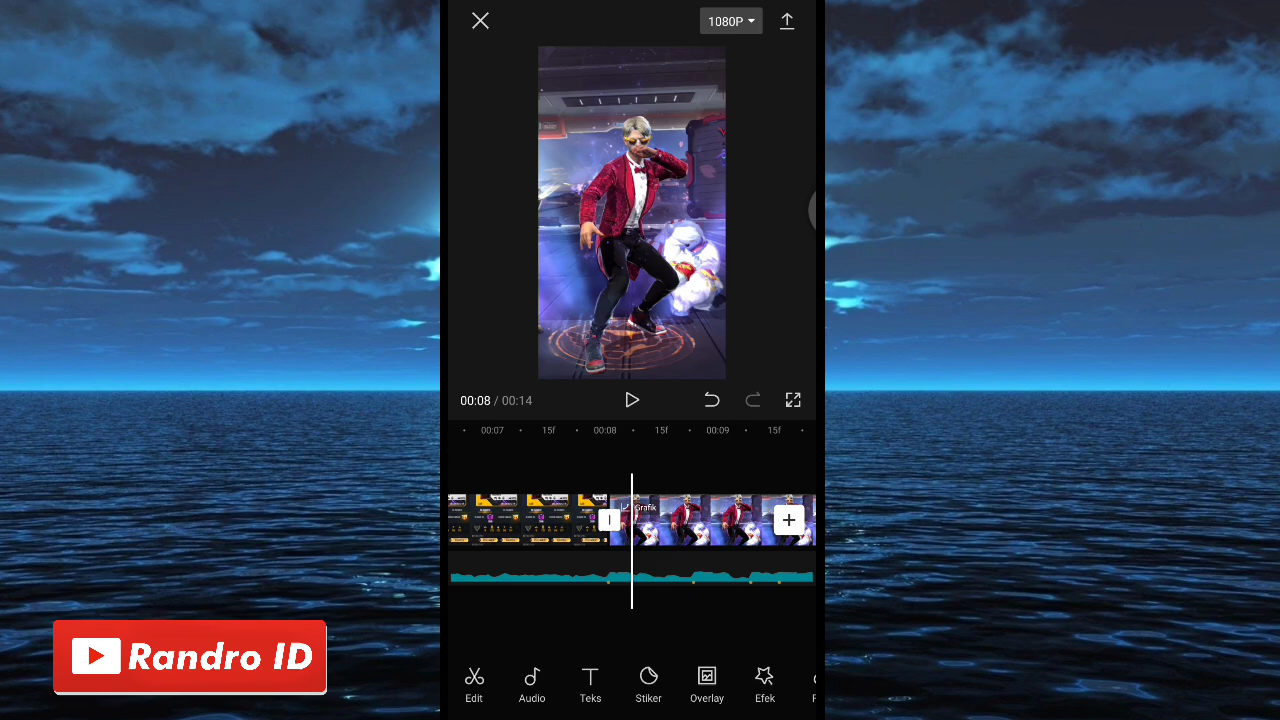 1080P
00:08 / 00:14
00:07 15f 00:08 15f 00:09 15f
Grafik
Randro ID
Edit Audio Teks Stiker Overlay Efek